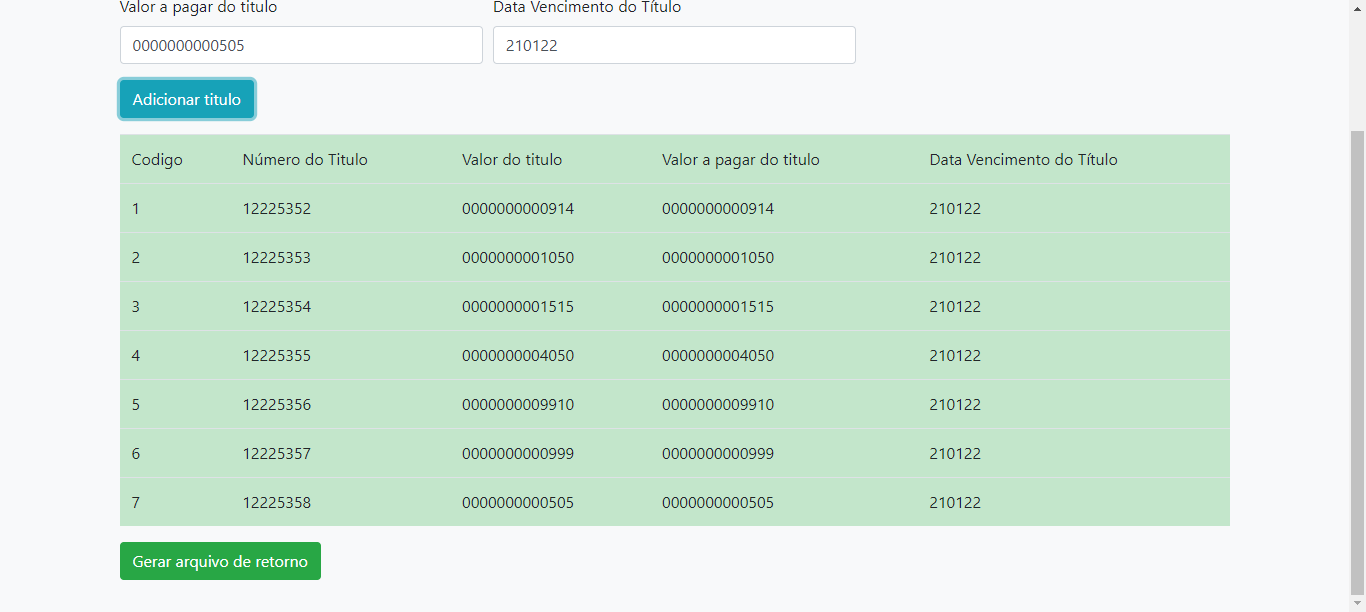 Valor a pagar do titulo Data Vencimento do Título
0000000000505 210122
Adicionar titulo
Codigo Número do Titulo Valor do titulo Valor a pagar do titulo Data Vencimento do Título
1 12225352 0000000000914 0000000000914 210122
2 12225353 0000000001050 0000000001050 210122
3 12225354 0000000001515 0000000001515 210122
4 12225355 0000000004050 0000000004050 210122
5 12225356 0000000009910 0000000009910 210122
6 12225357 0000000000999 0000000000999 210122
7 12225358 0000000000505 0000000000505 210122
Gerar arquivo de retorno